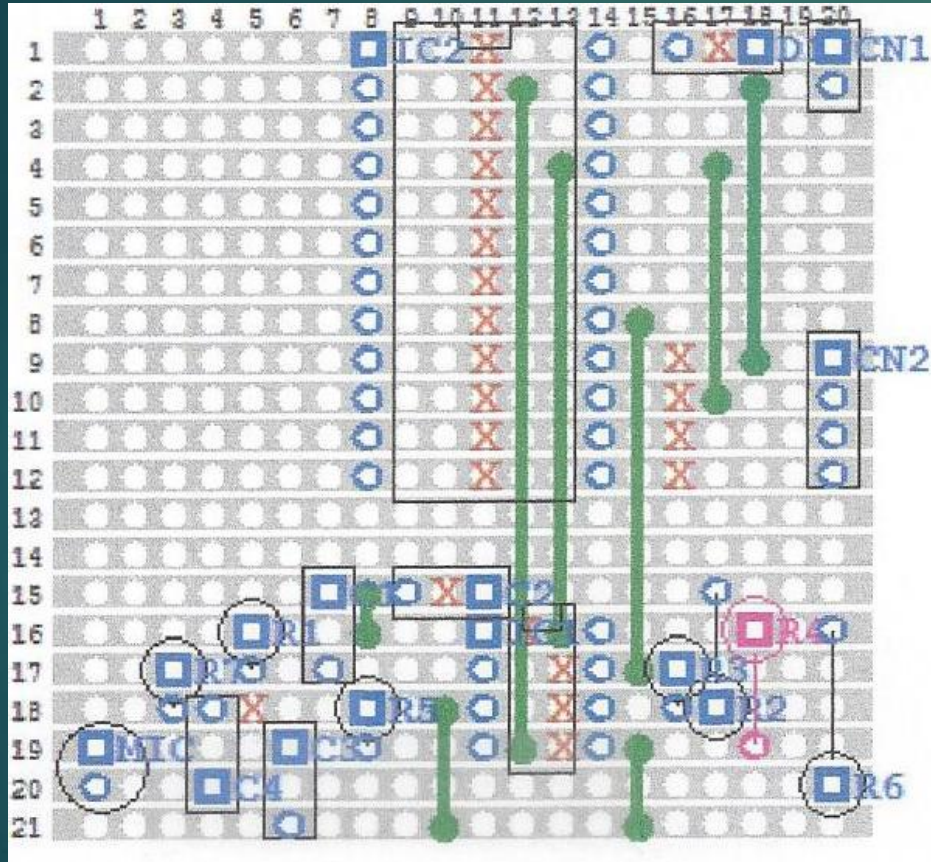 1 2 3 4 5 6 7 8 9 10 11 12 13 14 15 16 17 18 19 20
1 IC2 X X CN1
2 X
3 X
4 X
5 X
6 X
7 X
8 X
9 X X CN2
10 X X
11 X X
12 X X
13
14
15 X
16 R1 R4
17 R7 X R3
18 X R5 X R2
19 MIC C3 X
20 C4 R6
21